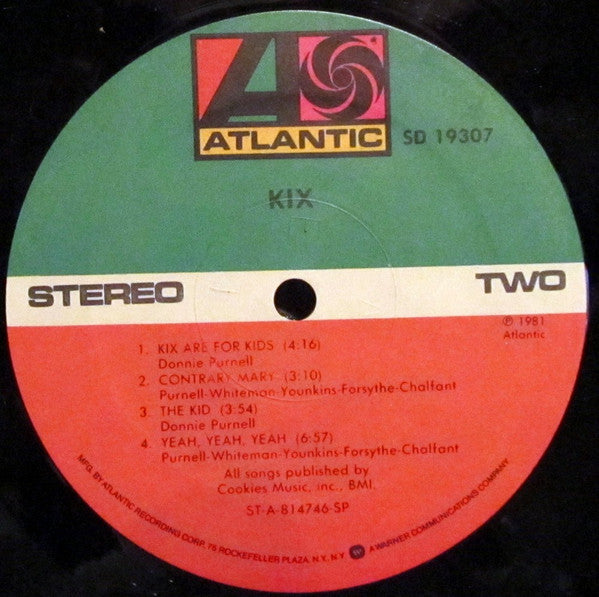 ATLANTIC
SD 19307
KIX
STEREO
TWO
℗ 1981
Atlantic
1. KIX ARE FOR KIDS (4:16)
Donnie Purnell
2. CONTRARY MARY (3:10)
Purnell-Whiteman-Younkins-Forsythe-Chalfant
3. THE KID (3:54)
Donnie Purnell
4. YEAH, YEAH, YEAH (6:57)
Purnell-Whiteman-Younkins-Forsythe-Chalfant
All songs published by
Cookies Music, inc., BMI.
ST-A-814746-SP
MFG. BY ATLANTIC RECORDING CORP. 75 ROCKEFELLER PLAZA, N.Y., N.Y. A WARNER COMMUNICATIONS COMPANY